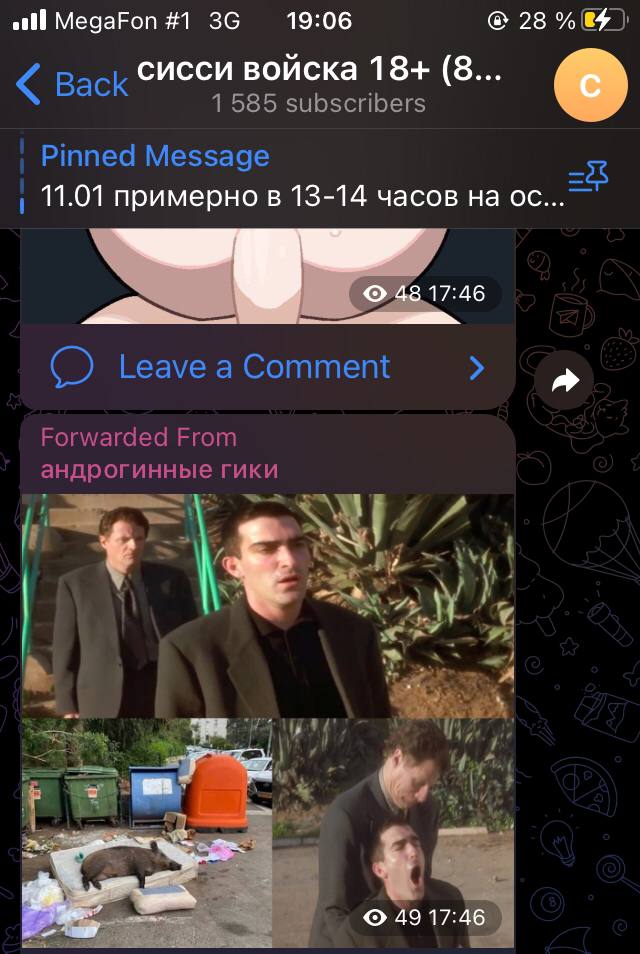 MegaFon #1 3G 19:06 28 %
Back сисси войска 18+ (8...
1 585 subscribers
C
Pinned Message
11.01 примерно в 13-14 часов на ос...
48 17:46
Leave a Comment
Forwarded From
андрогинные гики
49 17:46